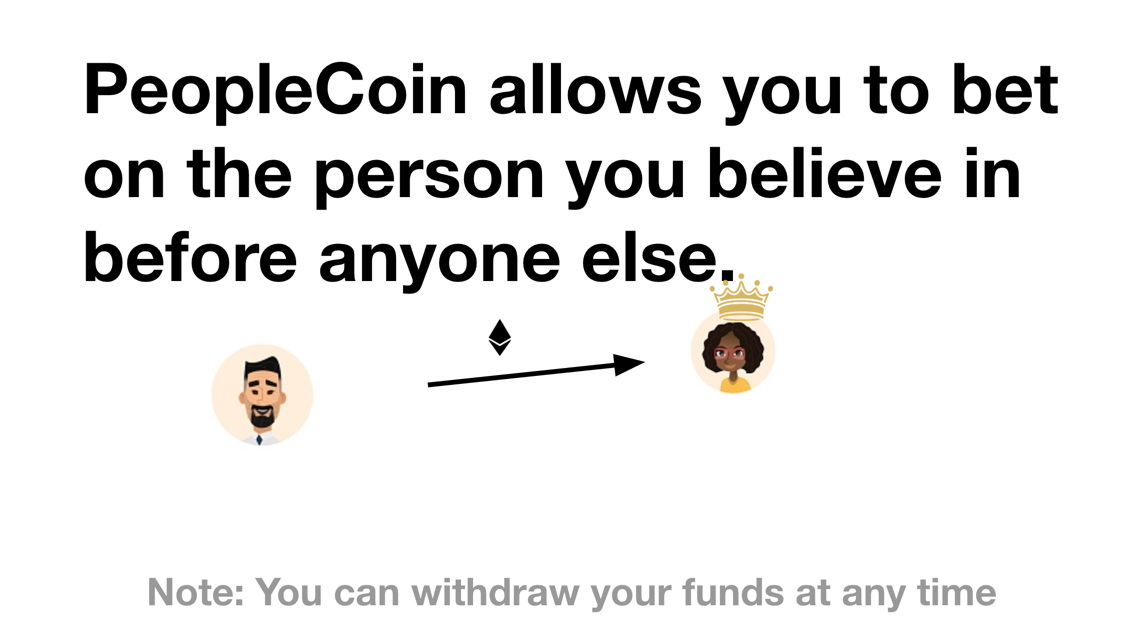 PeopleCoin allows you to bet
on the person you believe in
before anyone else.
Note: You can withdraw your funds at any time